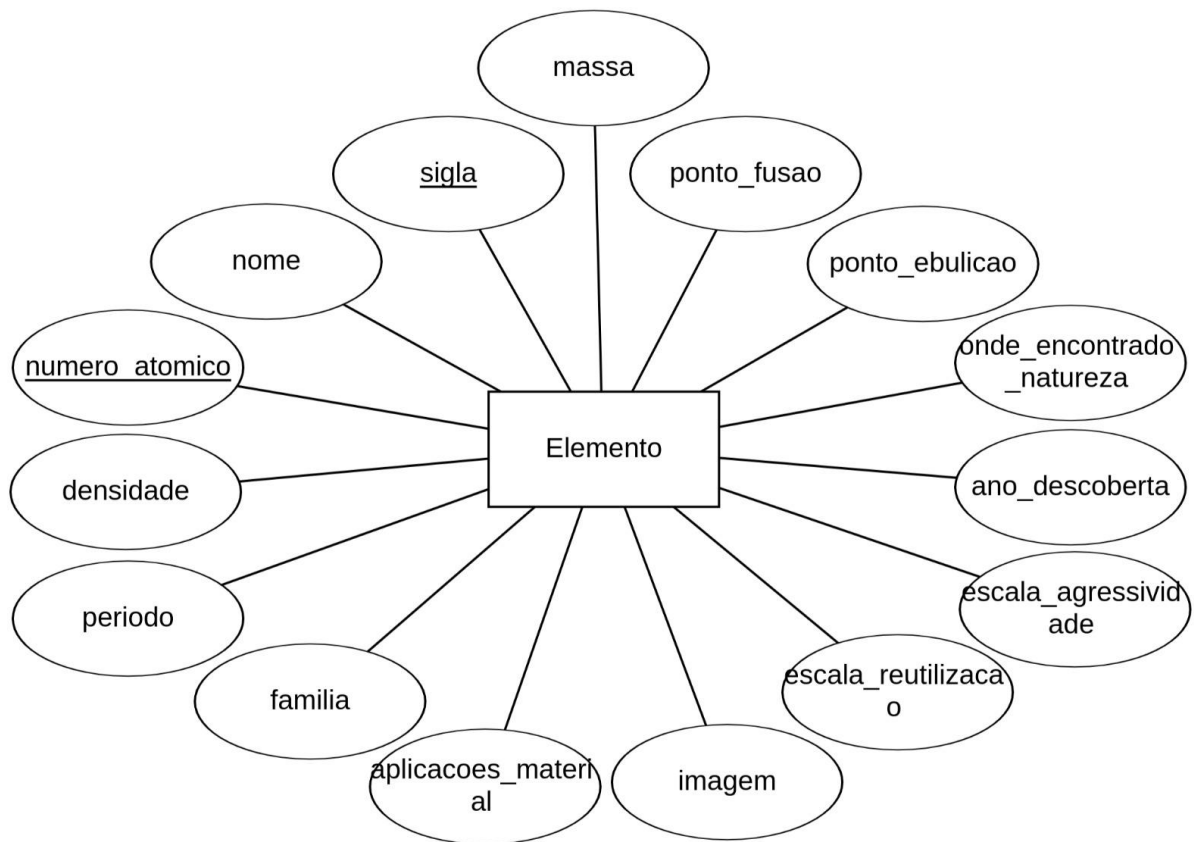 massa
sigla
ponto_fusao
nome
ponto_ebulicao
numero_atomico
onde_encontrado
_natureza
Elemento
densidade
ano_descoberta
periodo
escala_agressivid
ade
familia
escala_reutilizaca
o
aplicacoes_materi
al
imagem